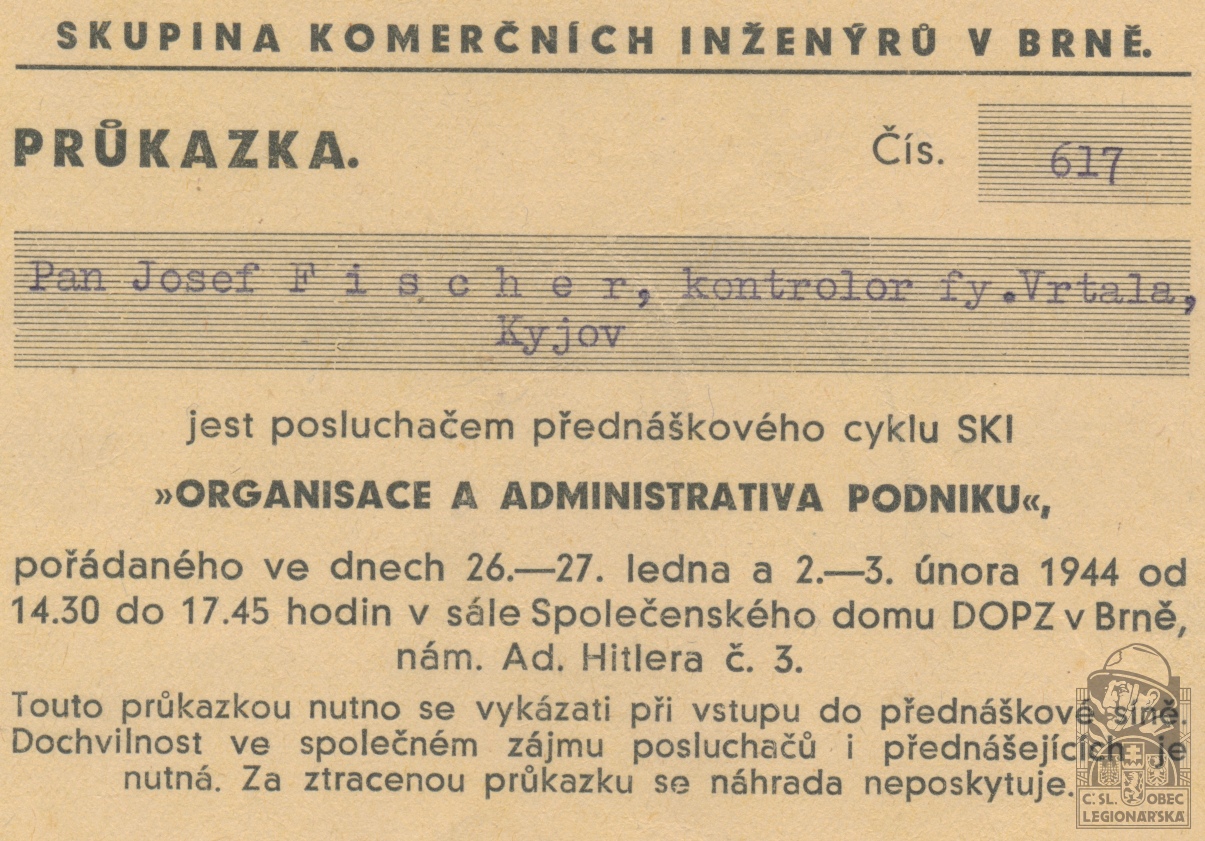 SKUPINA KOMERČNÍCH INŽENÝRŮ V BRNĚ.
PRŮKAZKA.
Čís. 617
Pan Josef F i s c h e r, kontrolor fy.Vrtala,
Kyjov
jest posluchačem přednáškového cyklu SKI
»ORGANISACE A ADMINISTRATIVA PODNIKU«,
pořádaného ve dnech 26.—27. ledna a 2.—3. února 1944 od
14.30 do 17.45 hodin v sále Společenského domu DOPZ v Brně,
nám. Ad. Hitlera č. 3.
Touto průkazkou nutno se vykázati při vstupu do přednáškové síně.
Dochvilnost ve společném zájmu posluchačů i přednášejících je
nutná. Za ztracenou průkazku se náhrada neposkytuje.
Č.SL. OBEC
LEGIONÁŘSKÁ